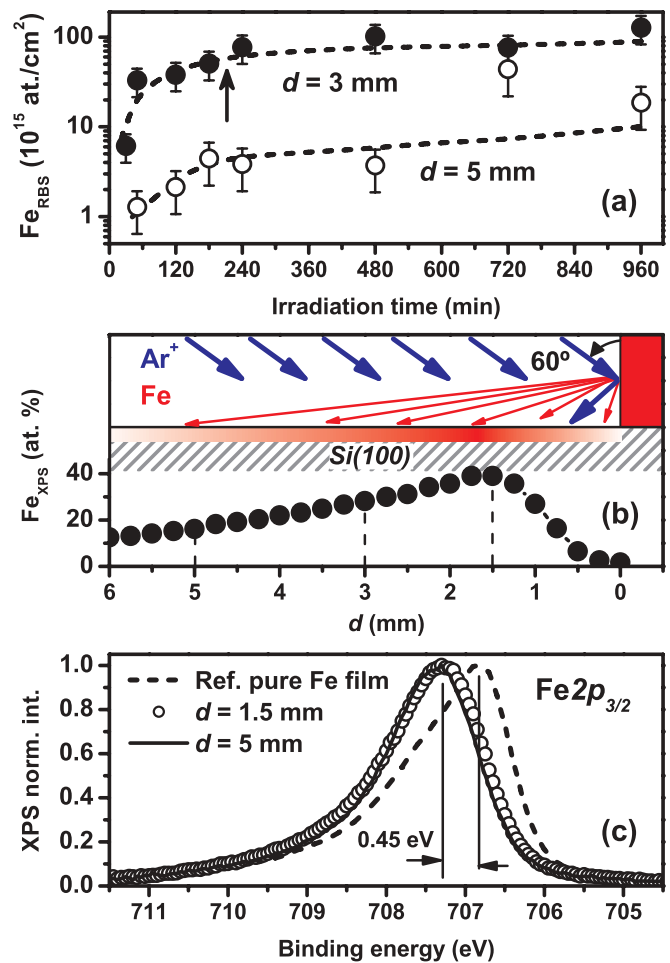 100
10
1
Fe_RBS (10^15 at./cm^2)
d = 3 mm
d = 5 mm
(a)
0 120 240 360 480 600 720 840 960
Irradiation time (min)
Ar^+
60º
Fe
Si(100)
40
20
0
Fe_XPS (at. %)
(b)
6 5 4 3 2 1 0
d (mm)
1.0
0.8
0.6
0.4
0.2
0.0
XPS norm. int.
Ref. pure Fe film
d = 1.5 mm
d = 5 mm
Fe2p_3/2
0.45 eV
(c)
711 710 709 708 707 706 705
Binding energy (eV)